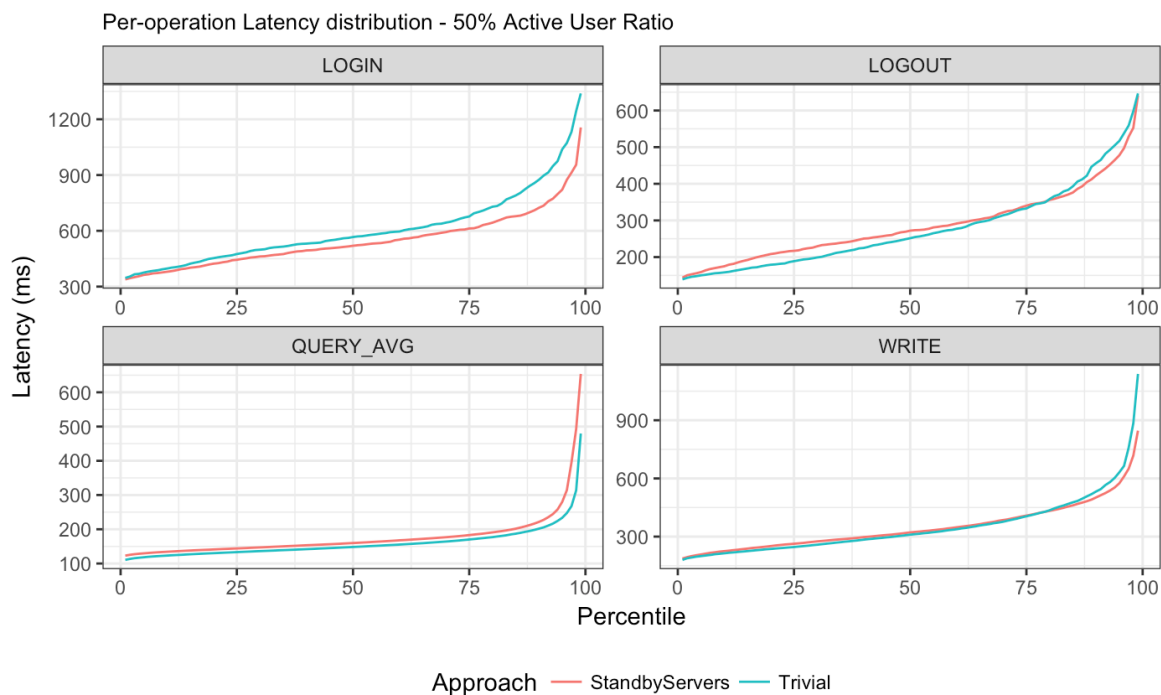 Per-operation Latency distribution - 50% Active User Ratio
LOGIN
LOGOUT
1200
900
600
300
600
500
400
300
200
0 25 50 75 100
0 25 50 75 100
Latency (ms)
QUERY_AVG
WRITE
600
500
400
300
200
100
900
600
300
0 25 50 75 100
0 25 50 75 100
Percentile
Approach StandbyServers Trivial